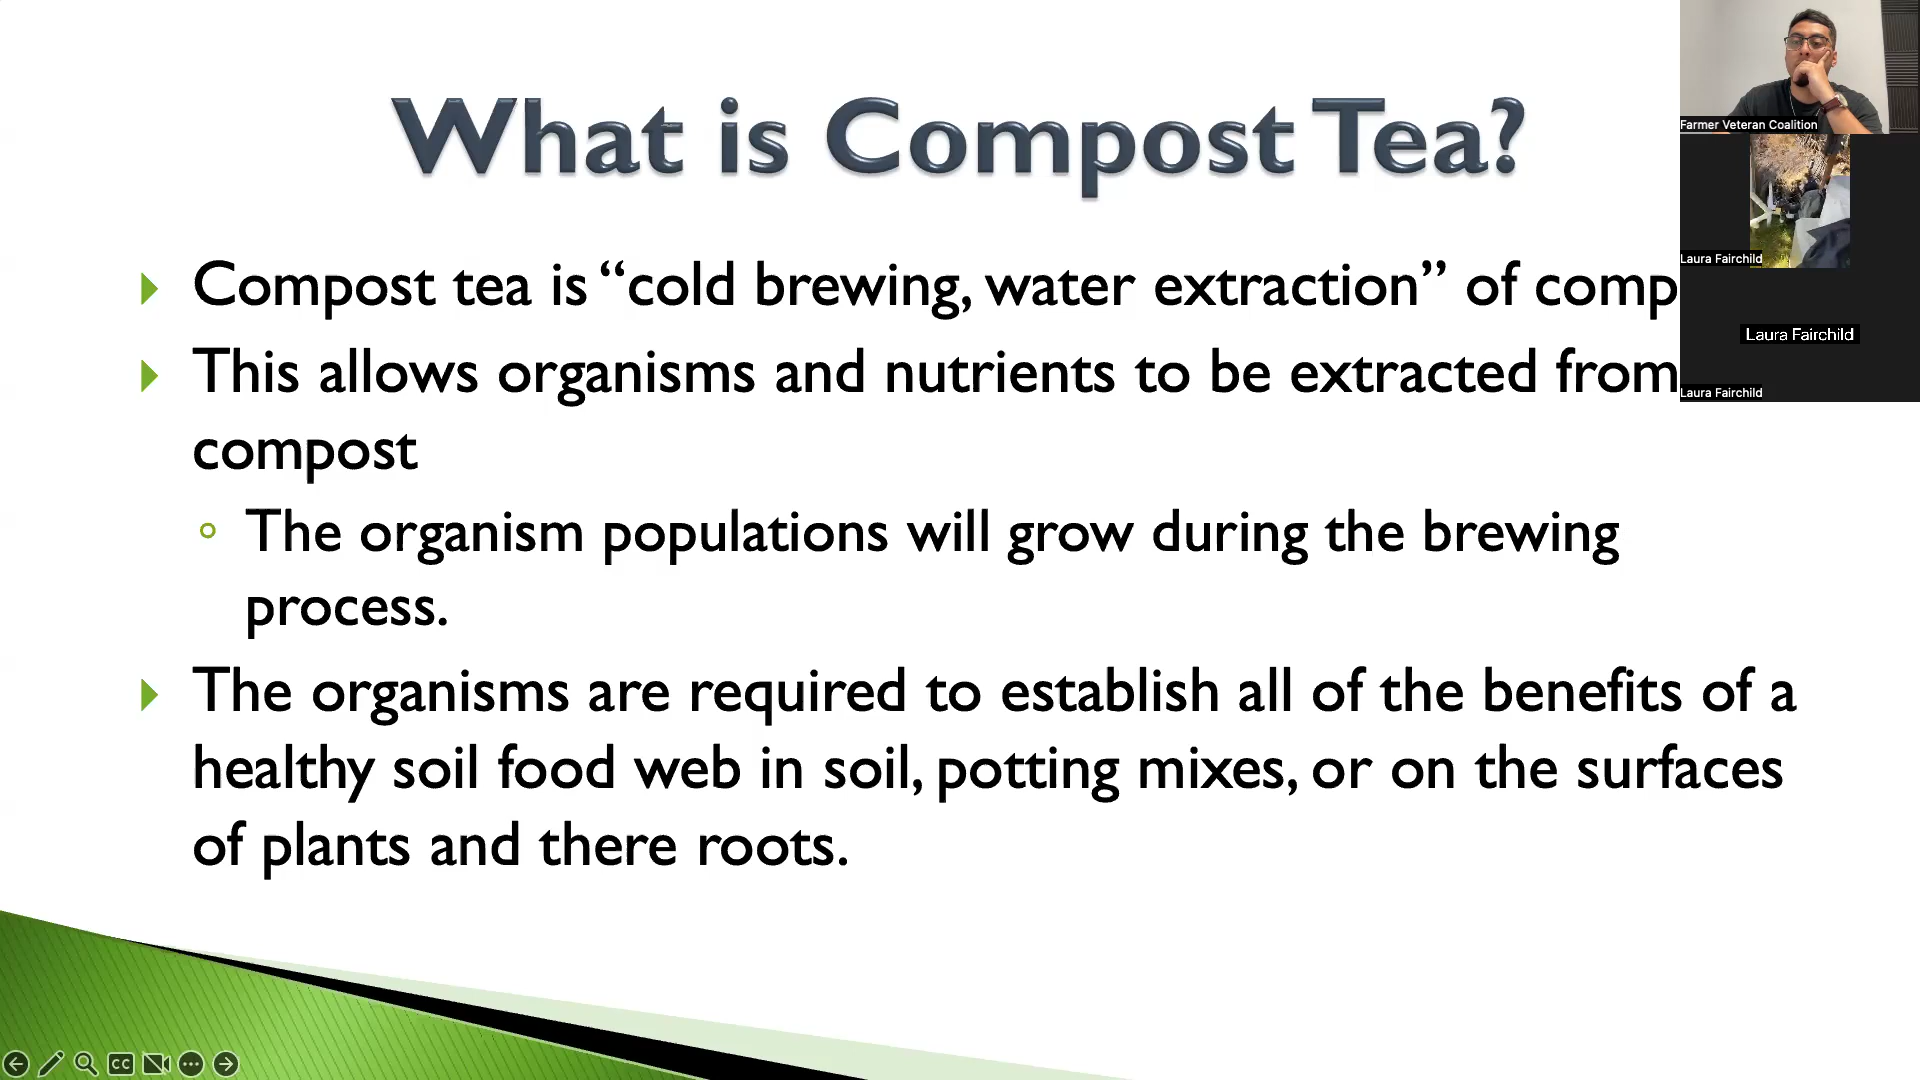 What is Compost Tea?
Compost tea is “cold brewing, water extraction” of comp
This allows organisms and nutrients to be extracted from
compost
The organism populations will grow during the brewing
process.
The organisms are required to establish all of the benefits of a
healthy soil food web in soil, potting mixes, or on the surfaces
of plants and there roots.
Farmer Veteran Coalition
Laura Fairchild
Laura Fairchild
Laura Fairchild
CC